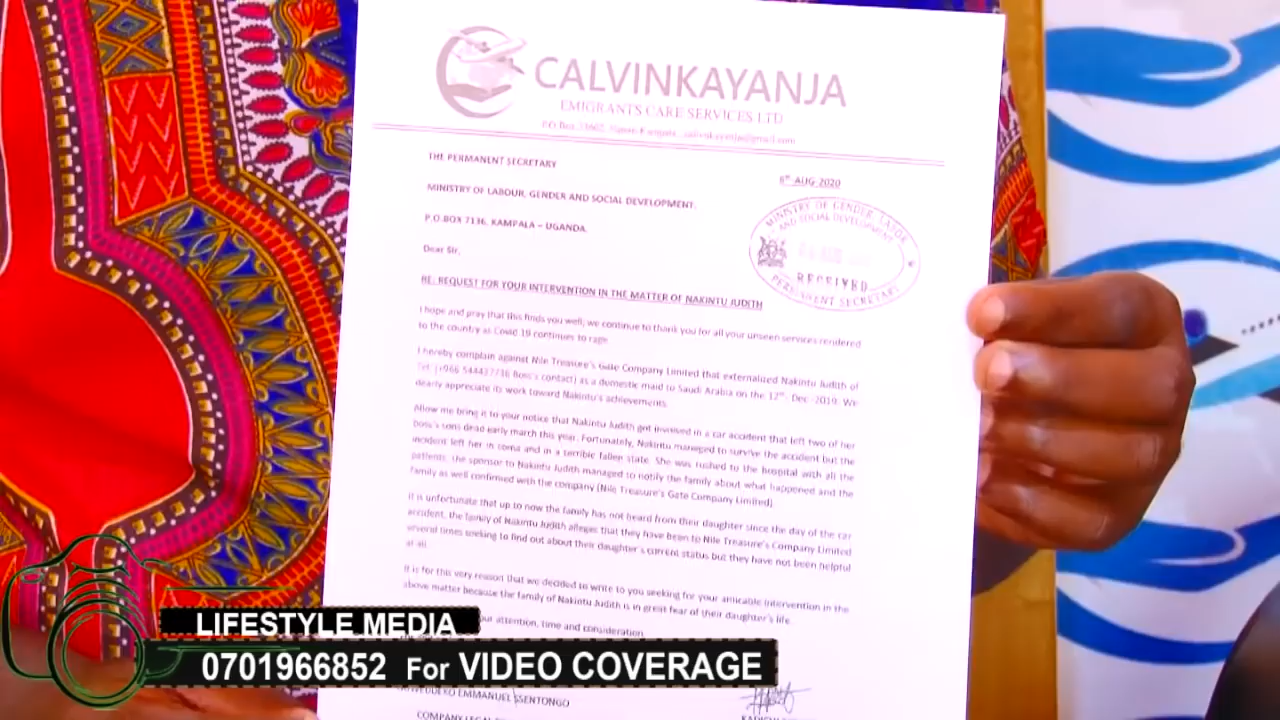 CALVINKAYANJA
EMIGRANTS CARE SERVICES LTD
THE PERMANENT SECRETARY
6th AUG 2020
MINISTRY OF LABOUR, GENDER AND SOCIAL DEVELOPMENT.
P.O.BOX 7136, KAMPALA – UGANDA.
MINISTRY OF GENDER, LABOR
AND SOCIAL DEVELOPMENT
RECEIVED
PERMANENT SECRETARY
Dear Sir,
RE: REQUEST FOR YOUR INTERVENTION IN THE MATTER OF NAKINTU JUDITH
I hope and pray that this finds you well; we continue to thank you for all your unseen services rendered
to the country as Covid 19 continues to rage
I hereby complain against Nile Treasure's Gate Company Limited that externalized Nakintu Judith of
Boss's contact) as a domestic maid to Saudi Arabia on the 12th, Dec -2019. We
dearly appreciate its work toward Nakintu's achievements.
Allow me bring it to your notice that Nakintu Judith got involved in a car accident that left two of her
boss's sons dead early march this year. Fortunately, Nakintu managed to survive the accident but the
incident left her in coma and in a terrible fallen state. She was rushed to the hospital with all the
patients; the sponsor to Nakintu Judith managed to notify the family about what happened and the
family as well confirmed with the company (Nile Treasure's Gate Company Limited)
It is unfortunate that up to now the family has not heard from their daughter since the day of the car
accident, the family of Nakintu Judith alleges that they have been to Nile Treasure's Company Limited
several times seeking to find out about their daughter's current status but they have not been helpful
at all.
It is for this very reason that we decided to write to you seeking for your amicable intervention in the
above matter because the family of Nakintu Judith is in great fear of their daughter's life.
our attention, time and consideration
EMMANUEL SSENTONGO
COMPANY
LIFESTYLE MEDIA
0701966852 For VIDEO COVERAGE